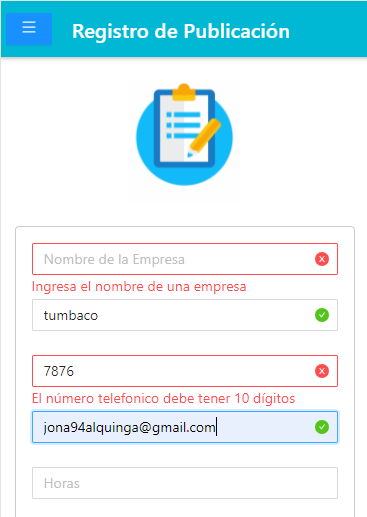 Registro de Publicación
Nombre de la Empresa
Ingresa el nombre de una empresa
tumbaco
7876
El número telefonico debe tener 10 dígitos
jona94alquinga@gmail.com
Horas